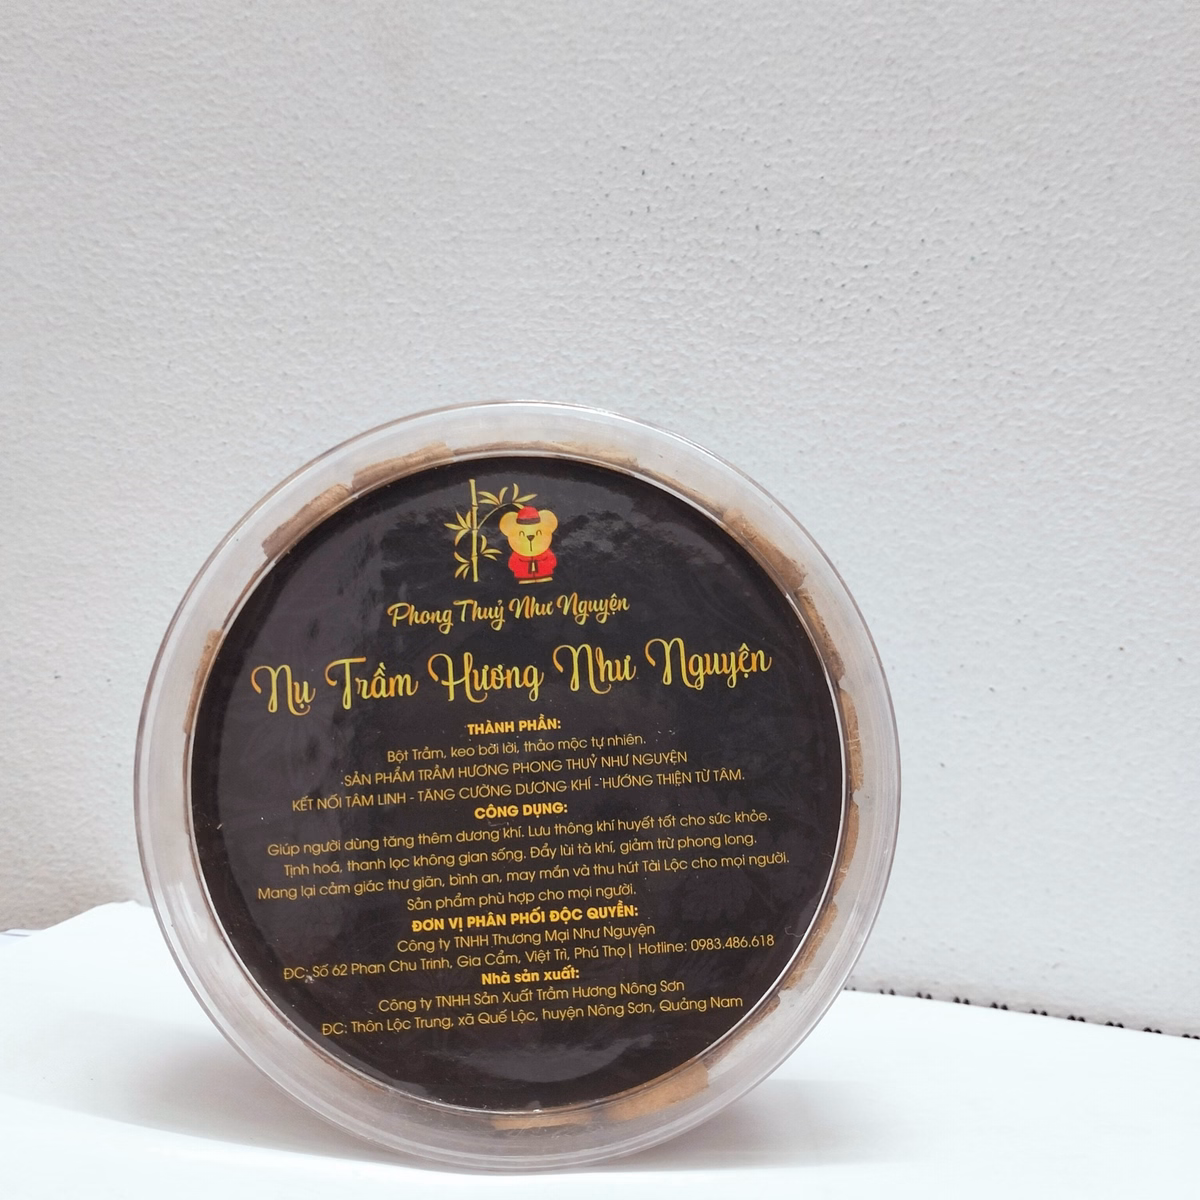 Phong Thuỷ Như Nguyện
Nụ Trầm Hương Như Nguyện
THÀNH PHẦN:
Bột Trầm, keo bời lời, thảo mộc tự nhiên.
SẢN PHẨM TRẦM HƯƠNG PHONG THUỶ NHƯ NGUYỆN
KẾT NỐI TÂM LINH - TĂNG CƯỜNG DƯƠNG KHÍ - HƯỚNG THIỆN TỪ TÂM.
CÔNG DỤNG:
Giúp người dùng tăng thêm dương khí. Lưu thông khí huyết tốt cho sức khỏe.
Tịnh hoá, thanh lọc không gian sống. Đẩy lùi tà khí, giảm trừ phong long.
Mang lại cảm giác thư giãn, bình an, may mắn và thu hút Tài Lộc cho mọi người.
Sản phẩm phù hợp cho mọi người.
ĐƠN VỊ PHÂN PHỐI ĐỘC QUYỀN:
Công ty TNHH Thương Mại Như Nguyện
ĐC: Số 62 Phan Chu Trinh, Gia Cẩm, Việt Trì, Phú Thọ | Hotline: 0983.486.618
Nhà sản xuất:
Công ty TNHH Sản Xuất Trầm Hương Nông Sơn
ĐC: Thôn Lộc Trung, xã Quế Lộc, huyện Nông Sơn, Quảng Nam